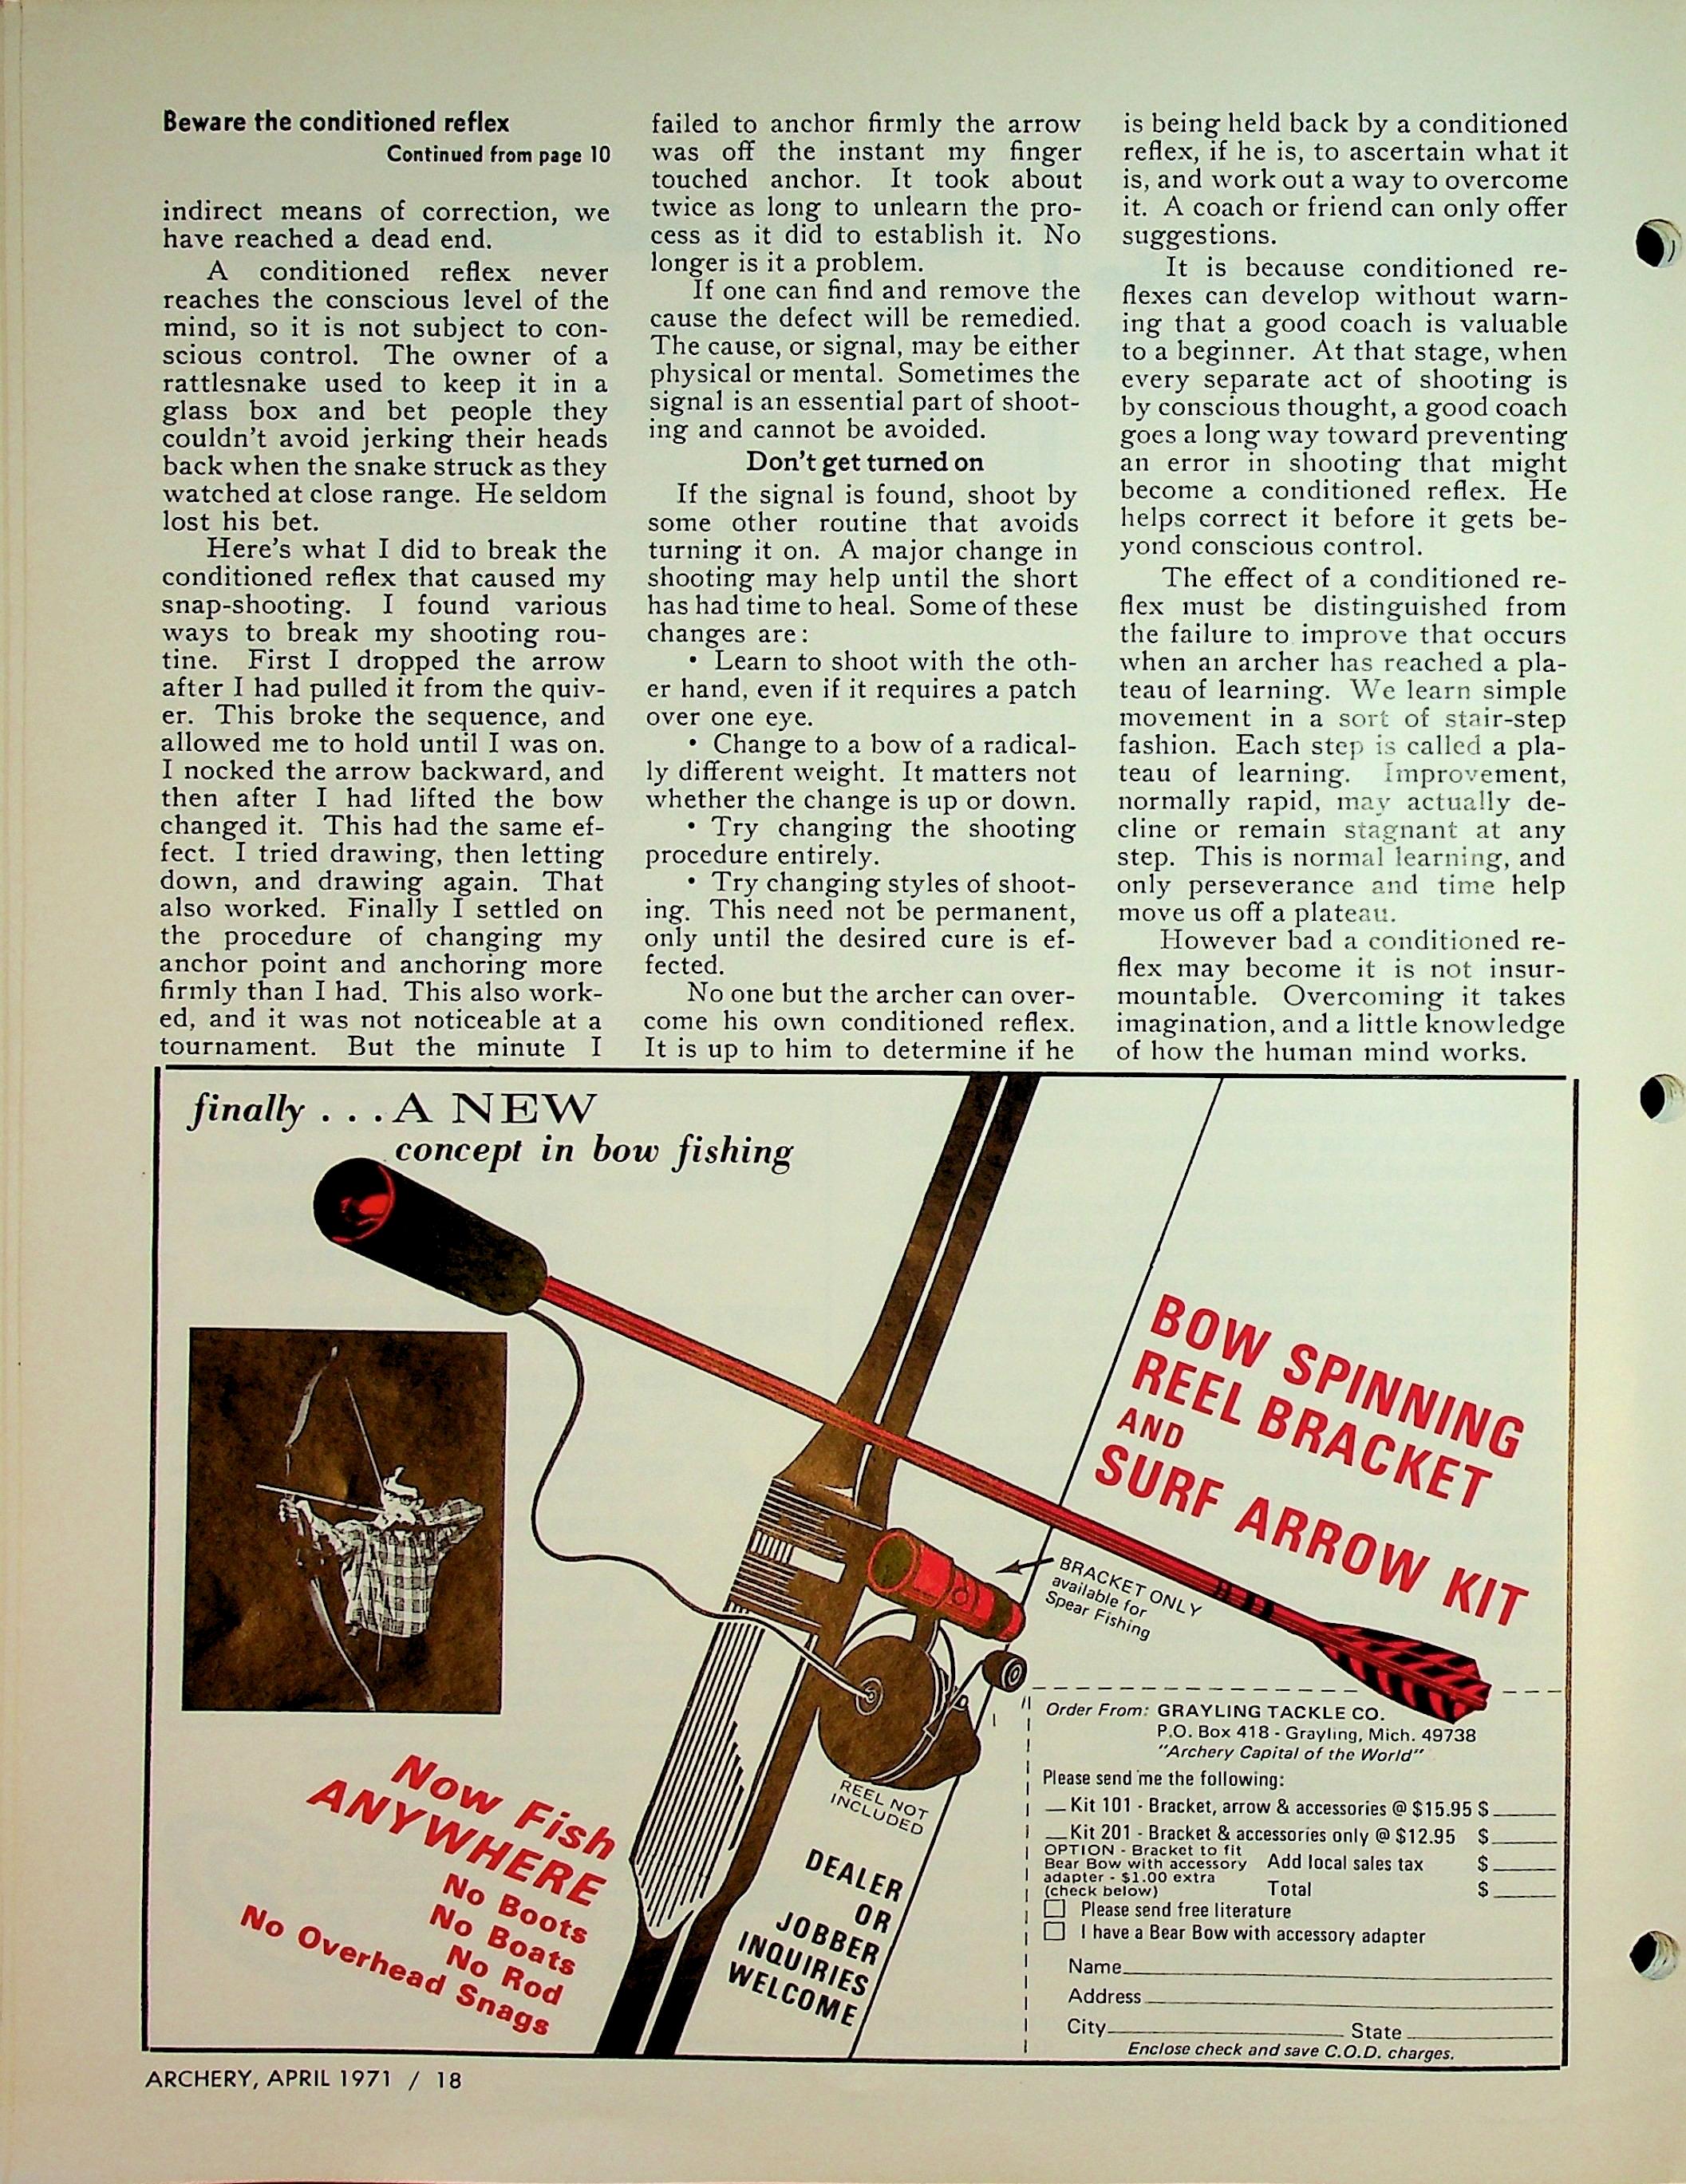 Beware the conditioned reflex
Continued from page 10
indirect means of correction, we
have reached a dead end.
A conditioned reflex never
reaches the conscious level of the
mind, so it is not subject to con-
scious control. The owner of a
rattlesnake used to keep it in a
glass box and bet people they
couldn't avoid jerking their heads
back when the snake struck as they
watched at close range. He seldom
lost his bet.
Here's what I did to break the
conditioned reflex that caused my
snap-shooting. I found various
ways to break my shooting rou-
tine. First I dropped the arrow
after I had pulled it from the quiv-
er. This broke the sequence, and
allowed me to hold until I was on.
I nocked the arrow backward, and
then after I had lifted the bow
changed it. This had the same ef-
fect. I tried drawing, then letting
down, and drawing again. That
also worked. Finally I settled on
the procedure of changing my
anchor point and anchoring more
firmly than I had. This also work-
ed, and it was not noticeable at a
tournament. But the minute I
failed to anchor firmly the arrow
was off the instant my finger
touched anchor. It took about
twice as long to unlearn the pro-
cess as it did to establish it. No
longer is it a problem.
If one can find and remove the
cause the defect will be remedied.
The cause, or signal, may be either
physical or mental. Sometimes the
signal is an essential part of shoot-
ing and cannot be avoided.
Don't get turned on
If the signal is found, shoot by
some other routine that avoids
turning it on. A major change in
shooting may help until the short
has had time to heal. Some of these
changes are:
• Learn to shoot with the oth-
er hand, even if it requires a patch
over one eye.
• Change to a bow of a radical-
ly different weight. It matters not
whether the change is up or down.
• Try changing the shooting
procedure entirely.
• Try changing styles of shoot-
ing. This need not be permanent,
only until the desired cure is ef-
fected.
No one but the archer can over-
come his own conditioned reflex.
It is up to him to determine if he
is being held back by a conditioned
reflex, if he is, to ascertain what it
is, and work out a way to overcome
it. A coach or friend can only offer
suggestions.
It is because conditioned re-
flexes can develop without warn-
ing that a good coach is valuable
to a beginner. At that stage, when
every separate act of shooting is
by conscious thought, a good coach
goes a long way toward preventing
an error in shooting that might
become a conditioned reflex. He
helps correct it before it gets be-
yond conscious control.
The effect of a conditioned re-
flex must be distinguished from
the failure to improve that occurs
when an archer has reached a pla-
teau of learning. We learn simple
movement in a sort of stair-step
fashion. Each step is called a pla-
teau of learning. Improvement,
normally rapid, may actually de-
cline or remain stagnant at any
step. This is normal learning, and
only perseverance and time help
move us off a plateau.
However bad a conditioned re-
flex may become it is not insur-
mountable. Overcoming it takes
imagination, and a little knowledge
of how the human mind works.
finally . . . A NEW
concept in bow fishing
BOW SPINNING
REEL BRACKET
AND
SURF ARROW KIT
BRACKET ONLY
available for
Spear Fishing
REEL NOT
INCLUDED
Now Fish
ANYWHERE
No Boots
No Boats
No Rod
No Overhead Snags
DEALER
OR
JOBBER
INQUIRIES
WELCOME
Order From: GRAYLING TACKLE CO.
P.O. Box 418 - Grayling, Mich. 49738
"Archery Capital of the World"
Please send me the following:
__Kit 101 - Bracket, arrow & accessories @ $15.95 $______
__Kit 201 - Bracket & accessories only @ $12.95 $______
OPTION - Bracket to fit
Bear Bow with accessory Add local sales tax $______
adapter - $1.00 extra
(check below) Total $______
☐ Please send free literature
☐ I have a Bear Bow with accessory adapter
Name______
Address______
City______ State______
Enclose check and save C.O.D. charges.
ARCHERY, APRIL 1971 / 18